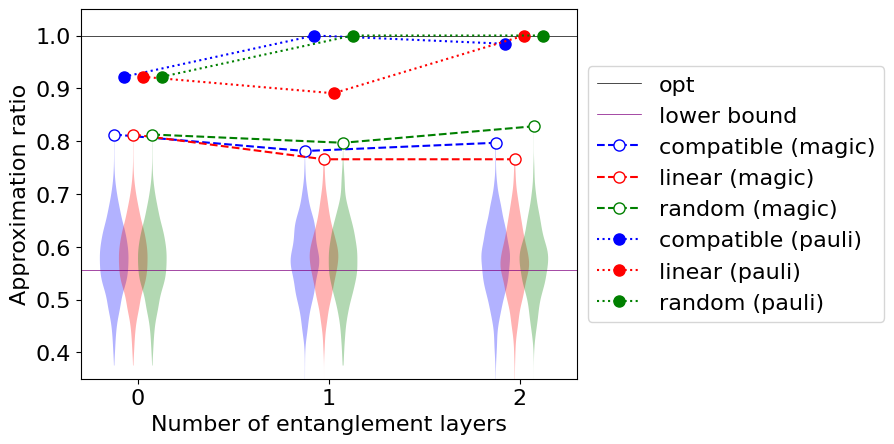 1.0
0.9
0.8
0.7
0.6
0.5
0.4
Approximation ratio
0 1 2
Number of entanglement layers
opt
lower bound
compatible (magic)
linear (magic)
random (magic)
compatible (pauli)
linear (pauli)
random (pauli)